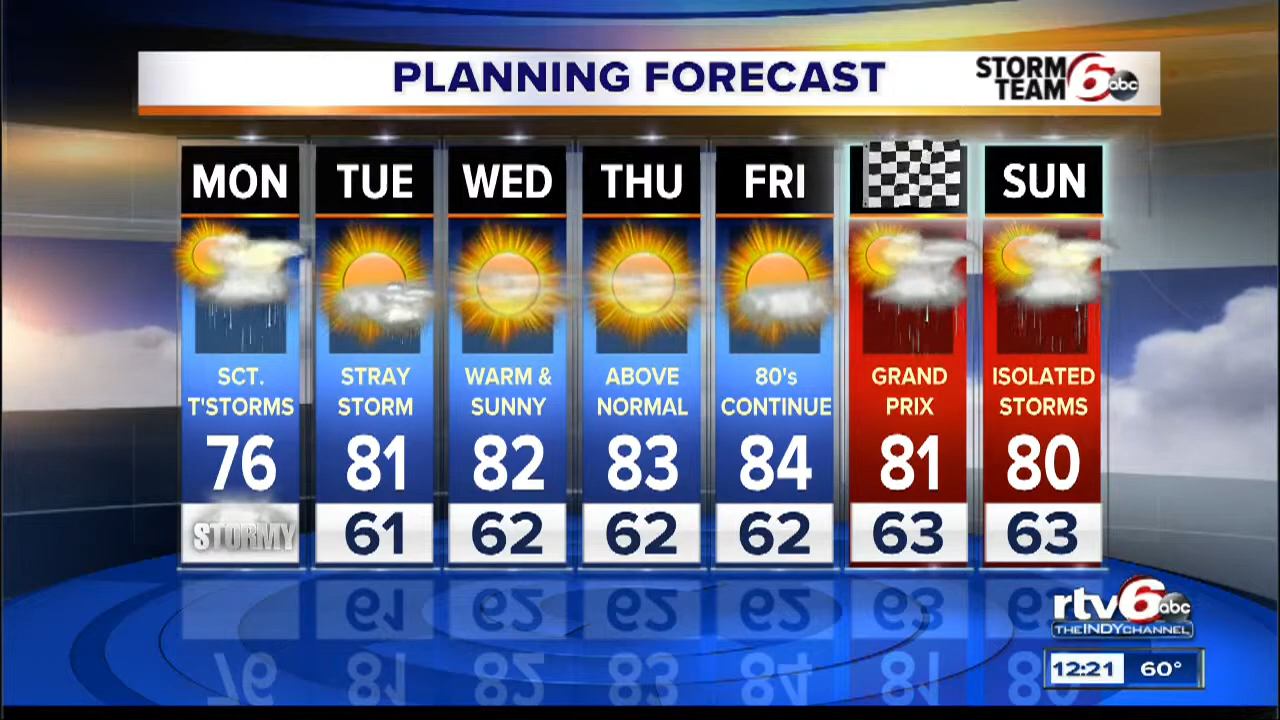 PLANNING FORECAST
STORM
TEAM 6 abc
MON TUE WED THU FRI SUN
SCT. STRAY WARM & ABOVE 80's GRAND ISOLATED
T'STORMS STORM SUNNY NORMAL CONTINUE PRIX STORMS
76 81 82 83 84 81 80
STORMY 61 62 62 62 63 63
rtv6 abc
THEINDYCHANNEL
12:21 60°